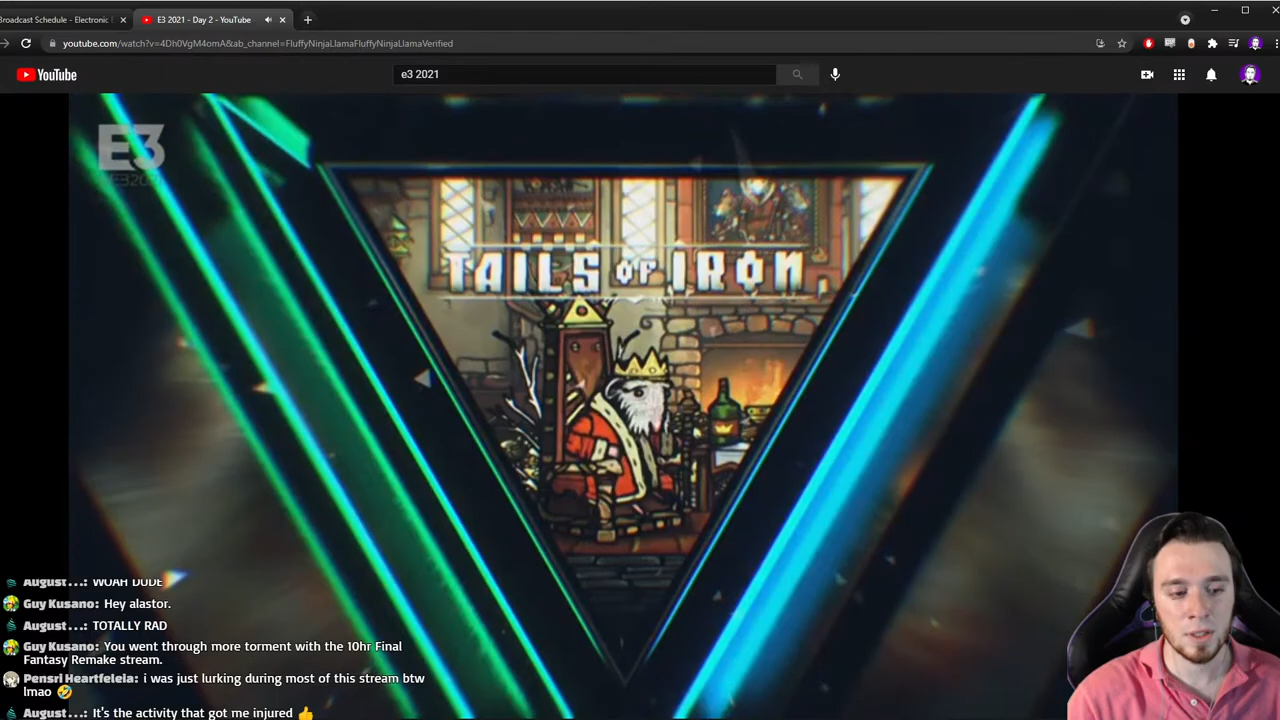 Broadcast Schedule - Electronic E
E3 2021 - Day 2 - YouTube
youtube.com/watch?v=4Dh0VgM4omA&ab_channel=FluffyNinjaLlamaFluffyNinjaLlamaVerified
YouTube
e3 2021
E3
E3202
TAILS OF IRON
August...: WOAH DUDE
Guy Kusano: Hey alastor.
August...: TOTALLY RAD
Guy Kusano: You went through more torment with the 10hr Final
Fantasy Remake stream.
Pensri Heartfeleia: i was just lurking during most of this stream btw
lmao 🤣
August...: It's the activity that got me injured 👍